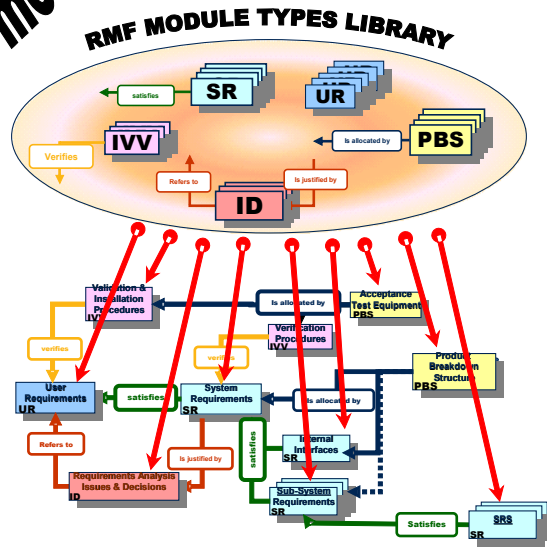 RMF MODULE TYPES LIBRARY
satisfies
SR
UR
IVV
Verifies
Is allocated by
PBS
Refers to
Is justified by
ID
Validation &
Installation
Procedures
IVV
Is allocated by
Acceptance
Test Equipment
PBS
Verification
Procedures
IVV
verifies
verifies
Product
Breakdown
Structure
PBS
User
Requirements
UR
satisfies
System
Requirements
SR
Is allocated by
Refers to
Is justified by
satisfies
Internal
Interfaces
SR
Requirements Analysis
Issues & Decisions
ID
Sub-System
Requirements
SR
Satisfies
SRS
SR